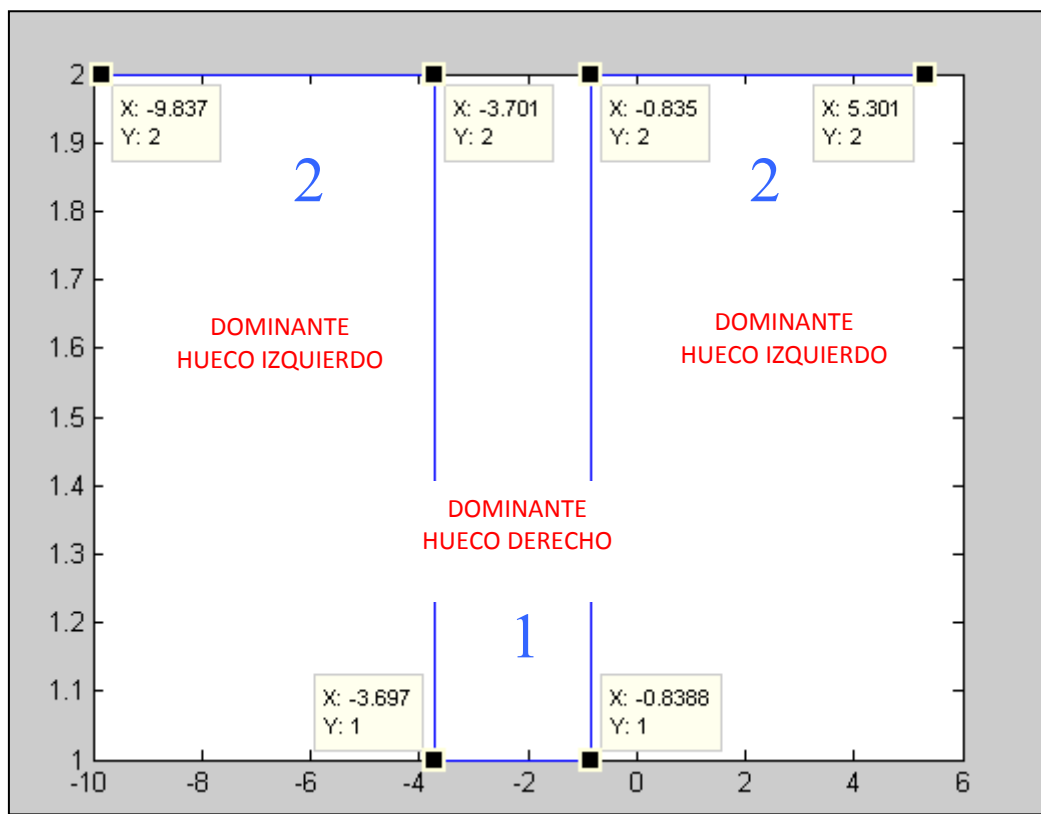 2
X: -9.837
Y: 2
X: -3.701
Y: 2
X: -0.835
Y: 2
X: 5.301
Y: 2
1.9
2
2
1.8
1.7
DOMINANTE
HUECO IZQUIERDO
DOMINANTE
HUECO IZQUIERDO
1.6
1.5
1.4
DOMINANTE
HUECO DERECHO
1.3
1.2
1
1.1
X: -3.697
Y: 1
X: -0.8388
Y: 1
1
-10
-8
-6
-4
-2
0
2
4
6